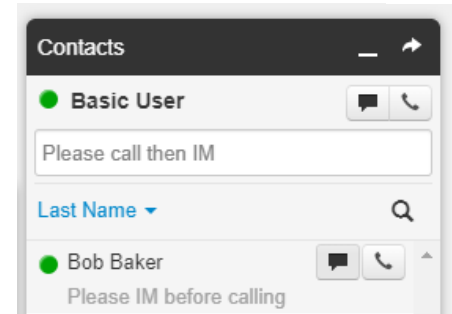 Contacts
Basic User
Please call then IM
Last Name
Bob Baker
Please IM before calling